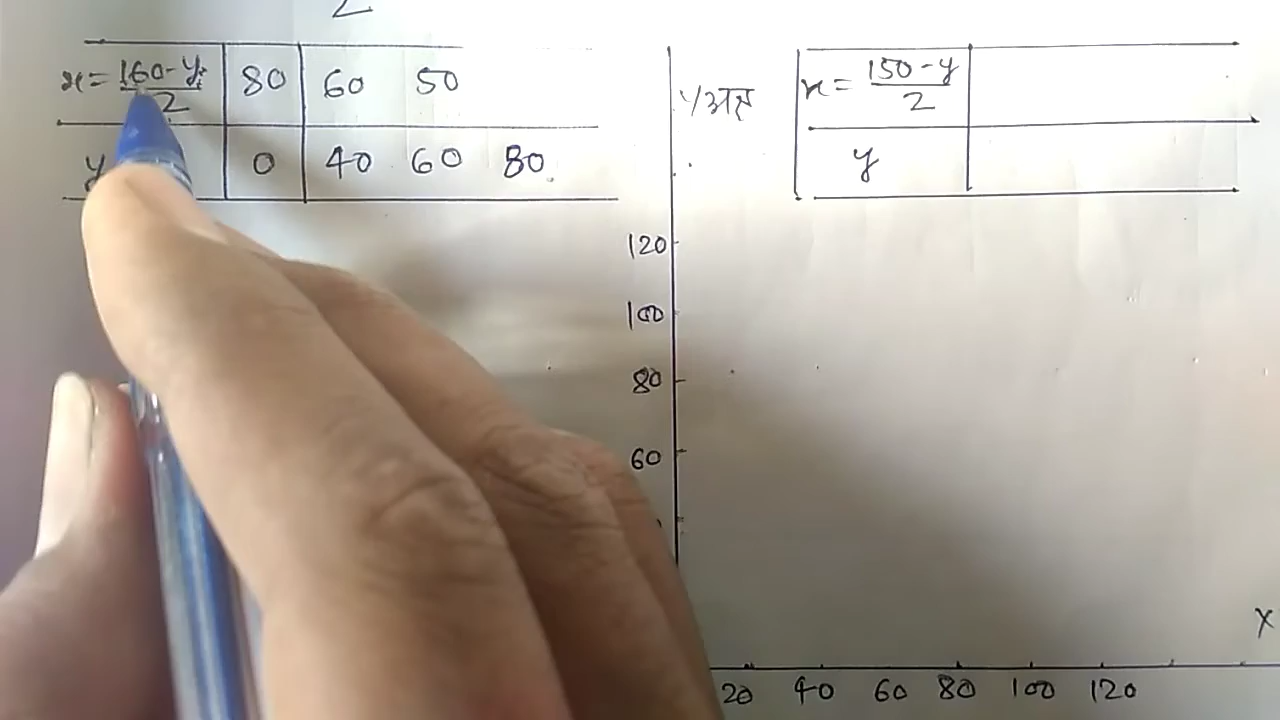 2
x = 160 - y / 2 80 60 50
y 0 40 60 80
Y अक्ष
x = 150 - y / 2
y
120
100
80
60
X
20 40 60 80 100 120